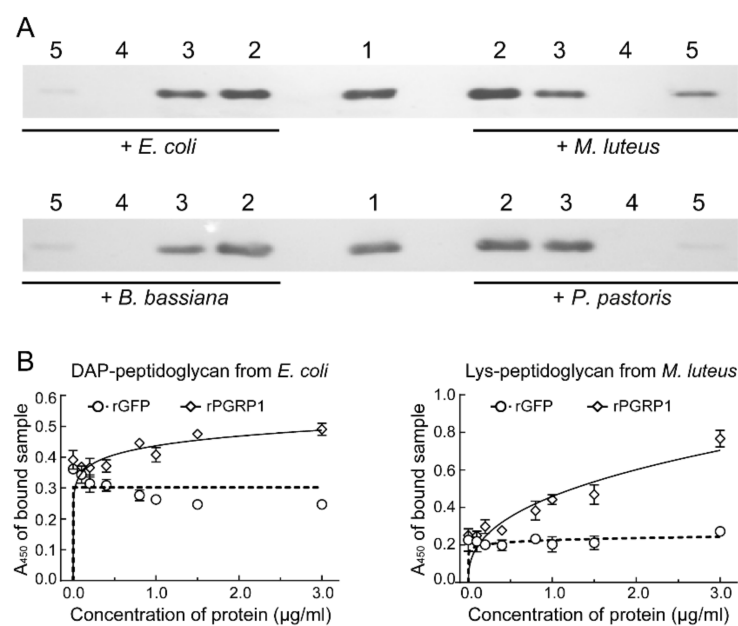 A
5 4 3 2 1 2 3 4 5
+ E. coli + M. luteus
5 4 3 2 1 2 3 4 5
+ B. bassiana + P. pastoris
B
DAP-peptidoglycan from E. coli
A450 of bound sample
0.6
0.5
0.4
0.3
0.2
0.1
0.0
rGFP rPGRP1
0.0 1.0 2.0 3.0
Concentration of protein (μg/ml)
Lys-peptidoglycan from M. luteus
A450 of bound sample
1.0
0.8
0.6
0.4
0.2
0.0
rGFP rPGRP1
0.0 1.0 2.0 3.0
Concentration of protein (μg/ml)